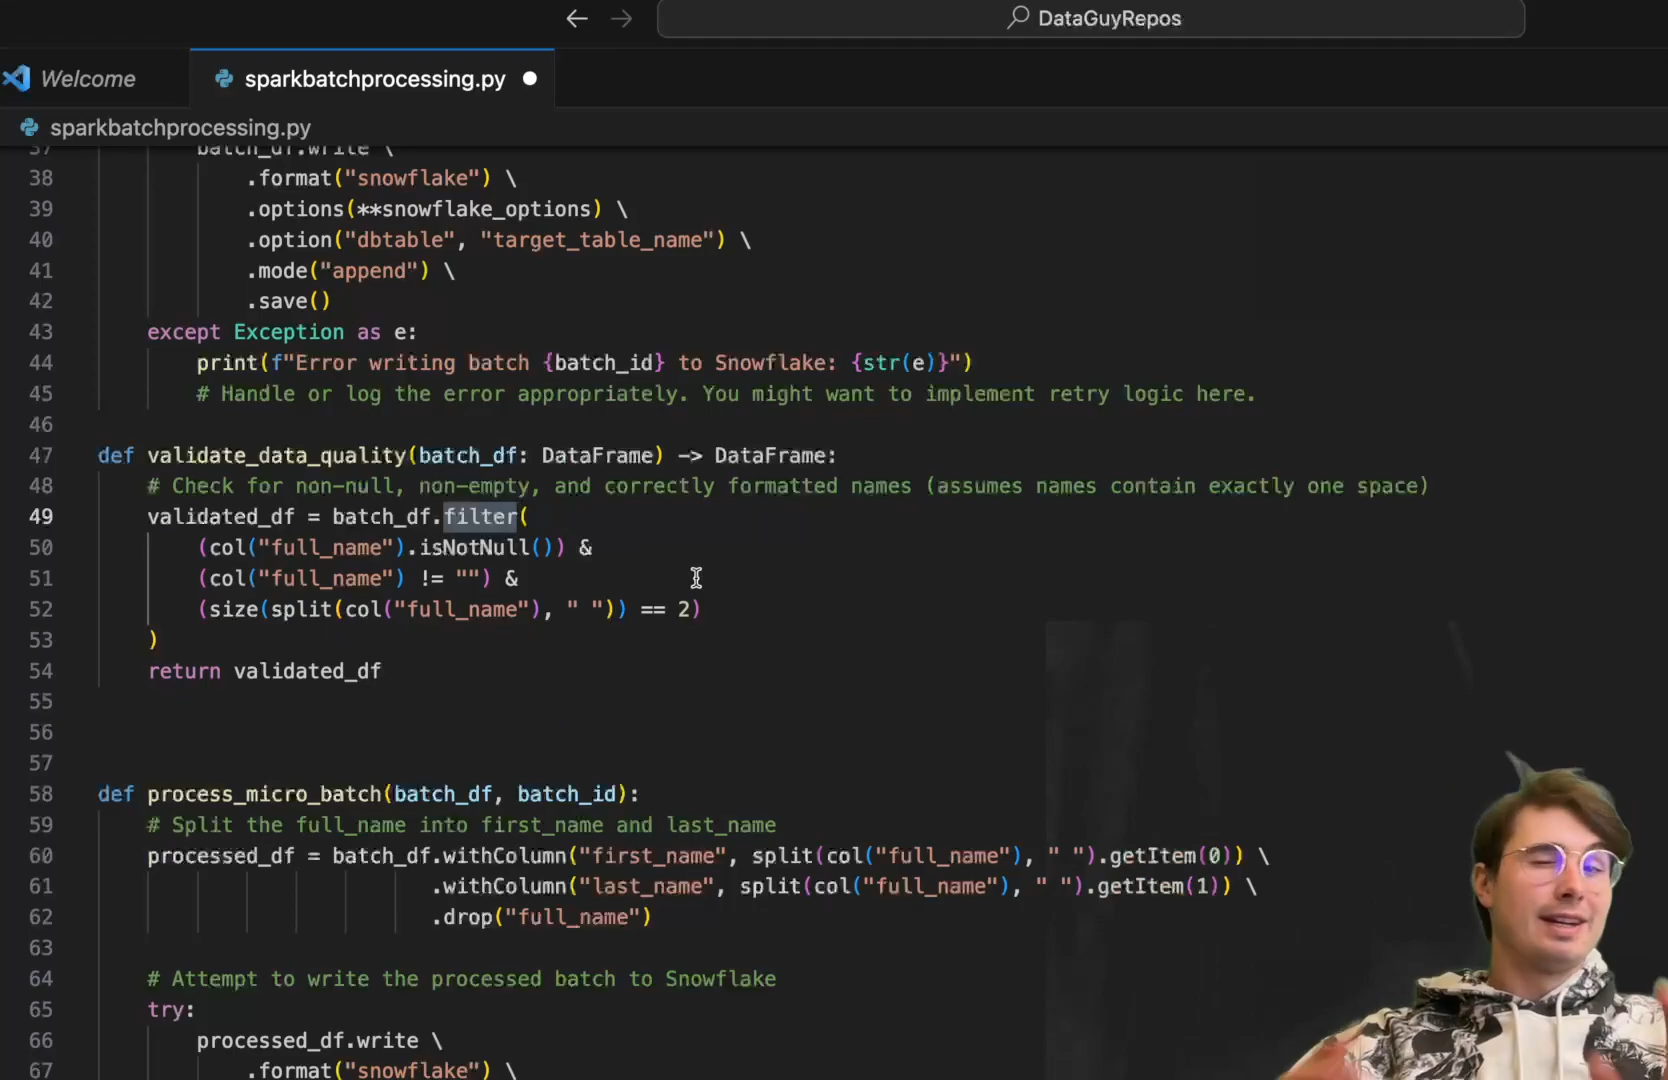 DataGuyRepos
Welcome
sparkbatchprocessing.py
sparkbatchprocessing.py
37 batch_df.write \
38 .format("snowflake") \
39 .options(**snowflake_options) \
40 .option("dbtable", "target_table_name") \
41 .mode("append") \
42 .save()
43 except Exception as e:
44 print(f"Error writing batch {batch_id} to Snowflake: {str(e)}")
45 # Handle or log the error appropriately. You might want to implement retry logic here.
46
47 def validate_data_quality(batch_df: DataFrame) -> DataFrame:
48 # Check for non-null, non-empty, and correctly formatted names (assumes names contain exactly one space)
49 validated_df = batch_df.filter(
50 (col("full_name").isNotNull()) &
51 (col("full_name") != "") &
52 (size(split(col("full_name"), " ")) == 2)
53 )
54 return validated_df
55
56
57
58 def process_micro_batch(batch_df, batch_id):
59 # Split the full_name into first_name and last_name
60 processed_df = batch_df.withColumn("first_name", split(col("full_name"), " ").getItem(0)) \
61 .withColumn("last_name", split(col("full_name"), " ").getItem(1)) \
62 .drop("full_name")
63
64 # Attempt to write the processed batch to Snowflake
65 try:
66 processed_df.write \
67 .format("snowflake") \